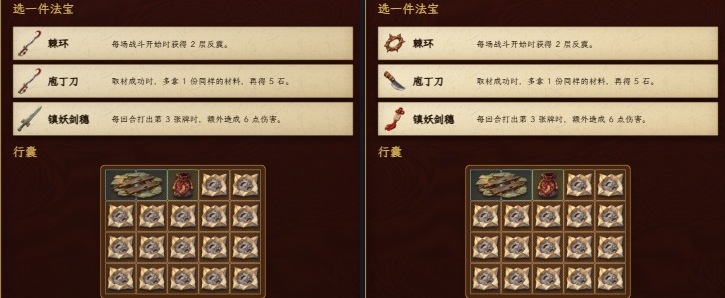 选一件法宝
棘环 每场战斗开始时获得 2 层反震。
庖丁刀 取材成功时，多拿 1 份同样的材料，再得 5 石。
镇妖剑穗 每回合打出第 3 张牌时，额外造成 6 点伤害。
行囊
选一件法宝
棘环 每场战斗开始时获得 2 层反震。
庖丁刀 取材成功时，多拿 1 份同样的材料，再得 5 石。
镇妖剑穗 每回合打出第 3 张牌时，额外造成 6 点伤害。
行囊